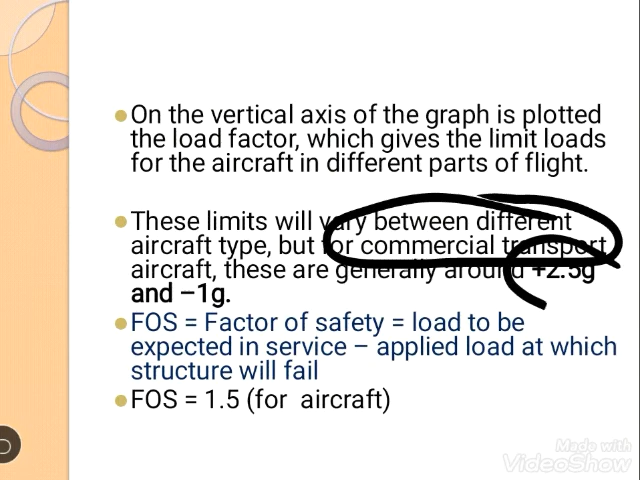 On the vertical axis of the graph is plotted
the load factor, which gives the limit loads
for the aircraft in different parts of flight.
These limits will vary between different
aircraft type, but for commercial transport
aircraft, these are generally around +2.5g
and –1g.
FOS = Factor of safety = load to be
expected in service – applied load at which
structure will fail
FOS = 1.5 (for aircraft)
Made with
VideoShow